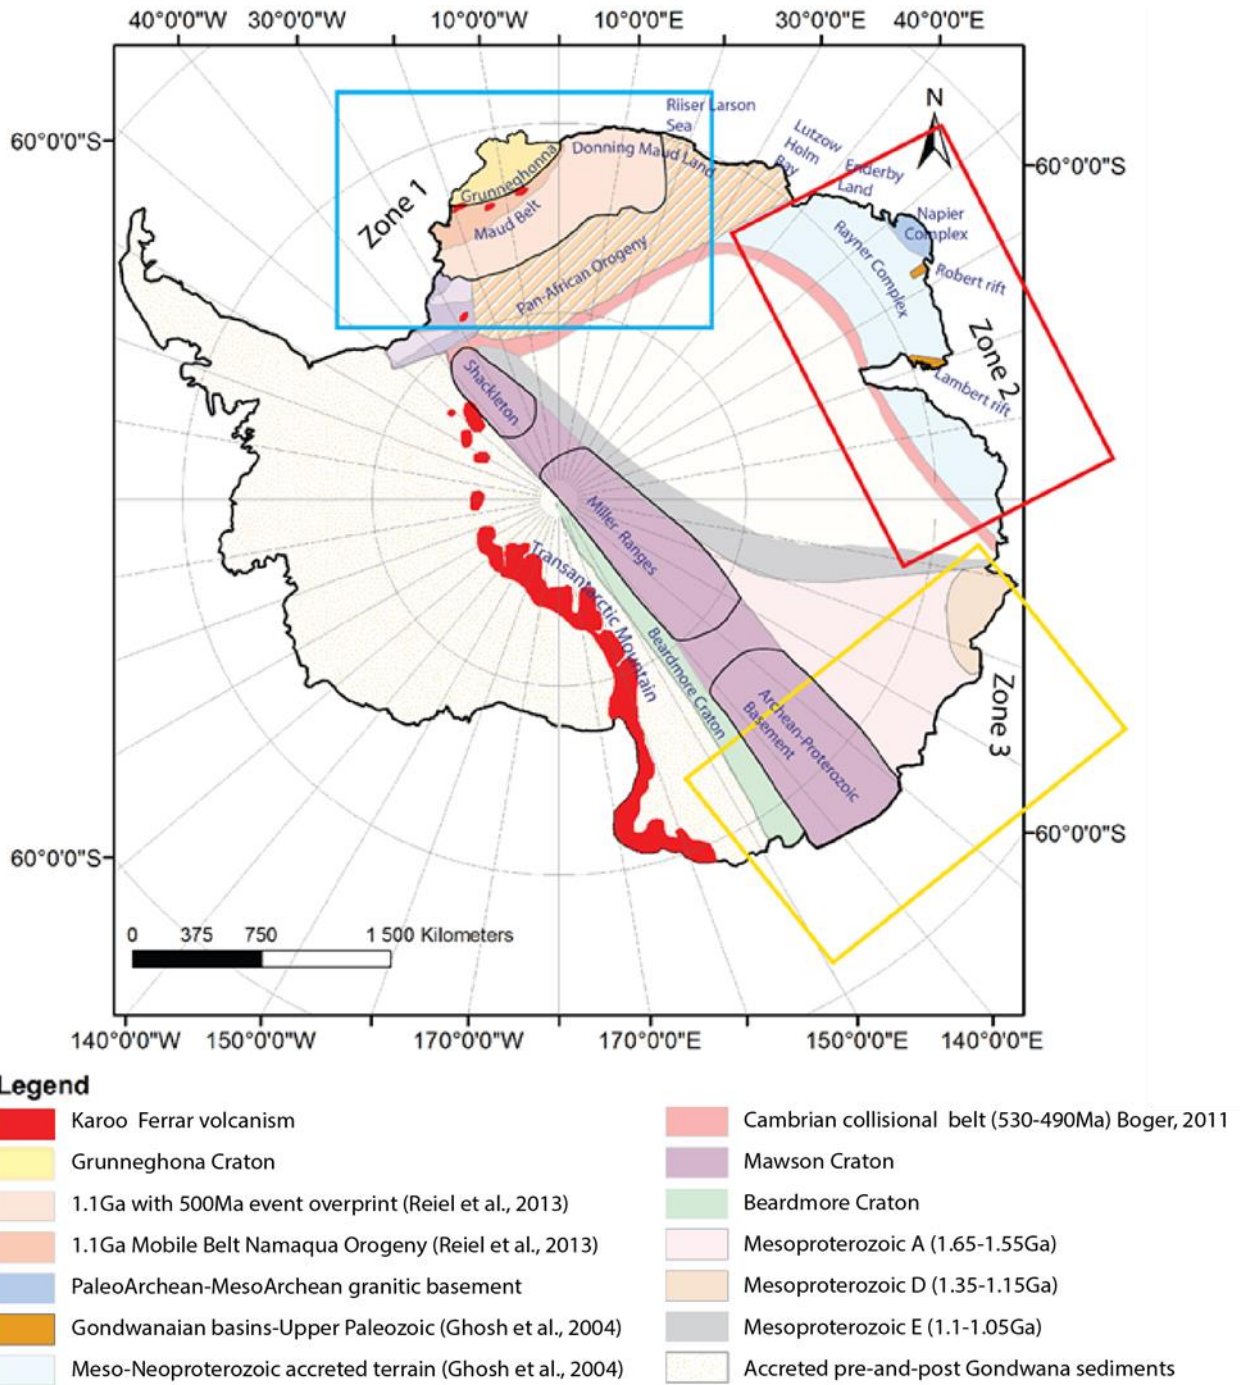 40°0'0"W 30°0'0"W 10°0'0"W 10°0'0"E 30°0'0"E 40°0'0"E
60°0'0"S
60°0'0"S
N
Riiser Larson
Sea
Lutzow
Holm
Bay
Enderby
Land
Napier
Complex
Donning Maud Land
Grunneghonna
Zone 1
Maud Belt
Pan-African Orogeny
Rayner Complex
Robert rift
Zone 2
Lambert rift
Shackleton
Miller Ranges
Transantarctic Mountain
Beardmore Craton
Archean-Proterozoic
Basement
Zone 3
60°0'0"S
60°0'0"S
0 375 750 1 500 Kilometers
140°0'0"W 150°0'0"W 170°0'0"W 170°0'0"E 150°0'0"E 140°0'0"E
Legend
Karoo Ferrar volcanism
Grunneghona Craton
1.1Ga with 500Ma event overprint (Reiel et al., 2013)
1.1Ga Mobile Belt Namaqua Orogeny (Reiel et al., 2013)
PaleoArchean-MesoArchean granitic basement
Gondwanaian basins-Upper Paleozoic (Ghosh et al., 2004)
Meso-Neoproterozoic accreted terrain (Ghosh et al., 2004)
Cambrian collisional belt (530-490Ma) Boger, 2011
Mawson Craton
Beardmore Craton
Mesoproterozoic A (1.65-1.55Ga)
Mesoproterozoic D (1.35-1.15Ga)
Mesoproterozoic E (1.1-1.05Ga)
Accreted pre-and-post Gondwana sediments